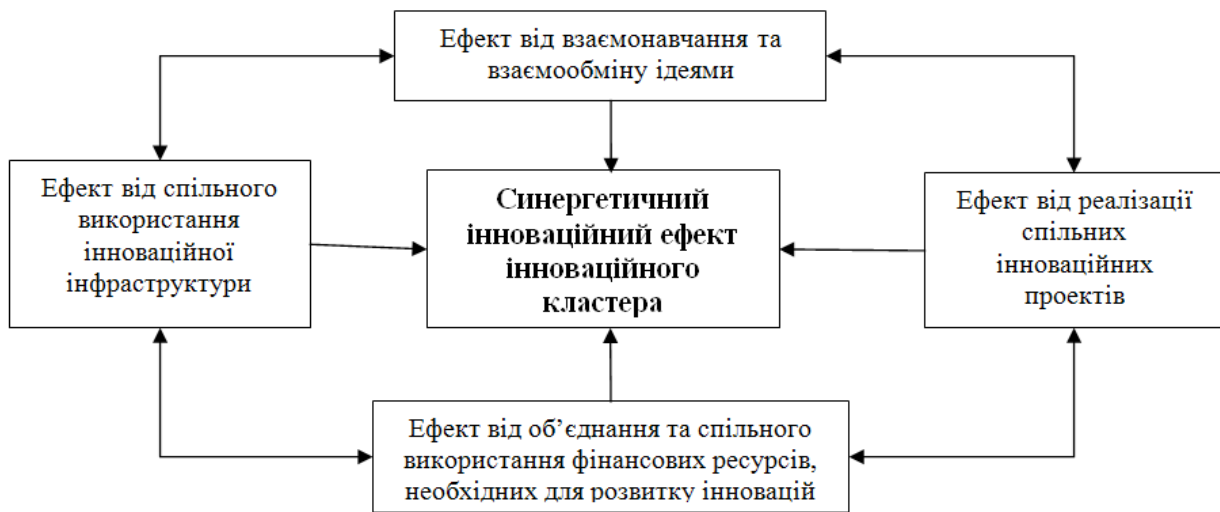 Ефект від взаємонавчання та
взаємообміну ідеями
Ефект від спільного
використання
інноваційної
інфраструктури
Синергетичний
інноваційний ефект
інноваційного
кластера
Ефект від реалізації
спільних
інноваційних
проектів
Ефект від об’єднання та спільного
використання фінансових ресурсів,
необхідних для розвитку інновацій